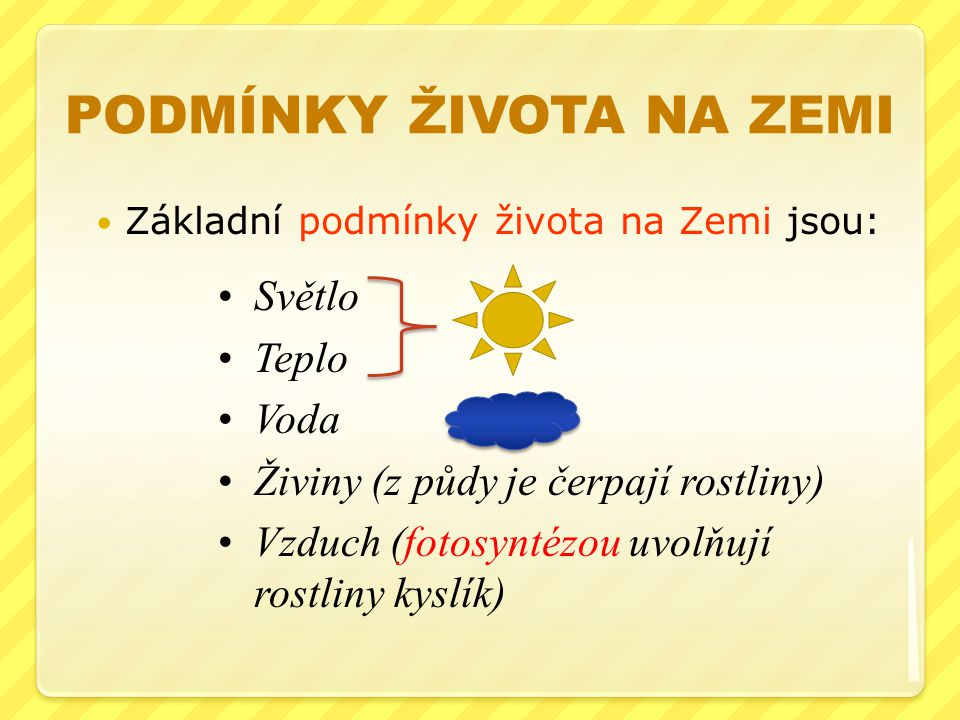 PODMÍNKY ŽIVOTA NA ZEMI
• Základní podmínky života na Zemi jsou:
• Světlo
• Teplo
• Voda
• Živiny (z půdy je čerpají rostliny)
• Vzduch (fotosyntézou uvolňují
rostliny kyslík)